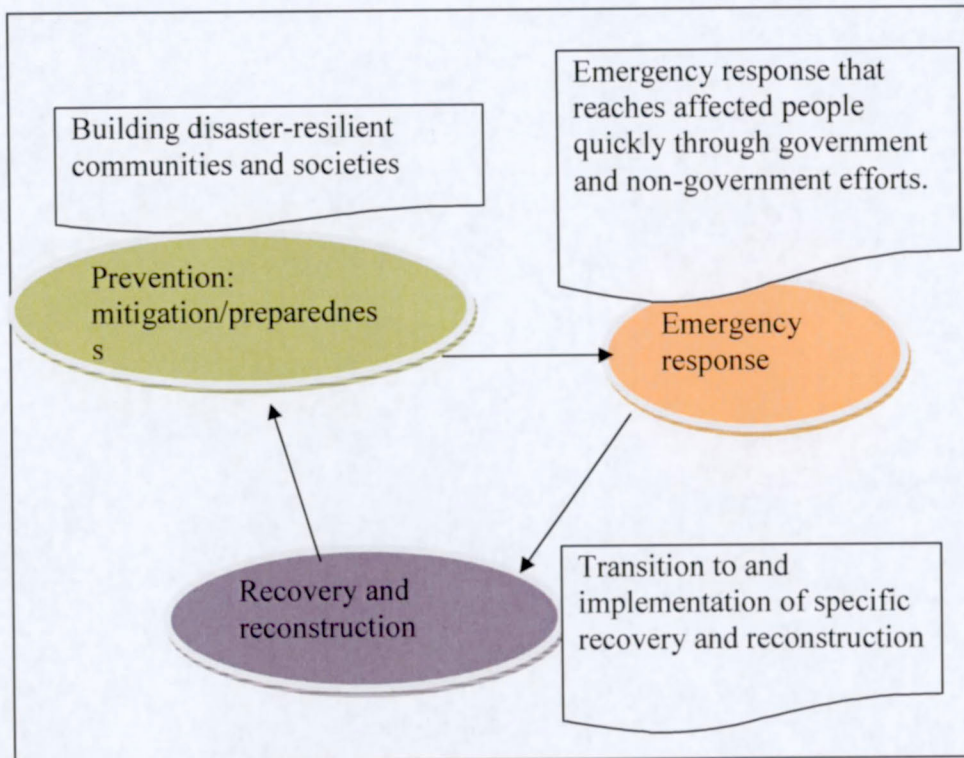 Building disaster-resilient
communities and societies
Emergency response that
reaches affected people
quickly through government
and non-government efforts.
Prevention:
mitigation/preparednes
s
Emergency
response
Recovery and
reconstruction
Transition to and
implementation of specific
recovery and reconstruction